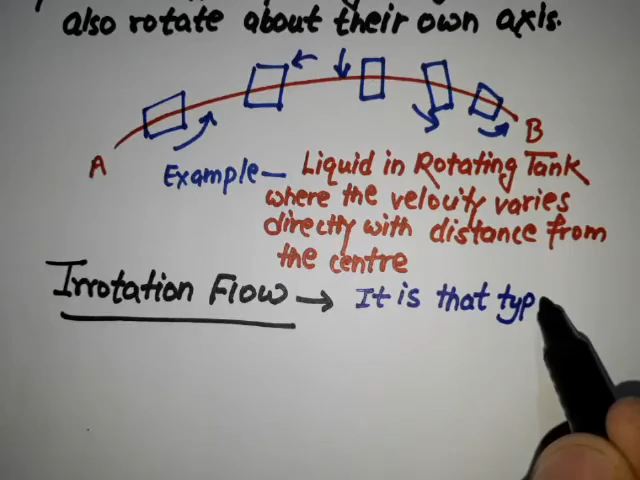 also rotate about their own axis.
A
B
Example— Liquid in Rotating Tank
where the velocity varies
directly with distance from
the centre
Irrotation Flow → It is that typ